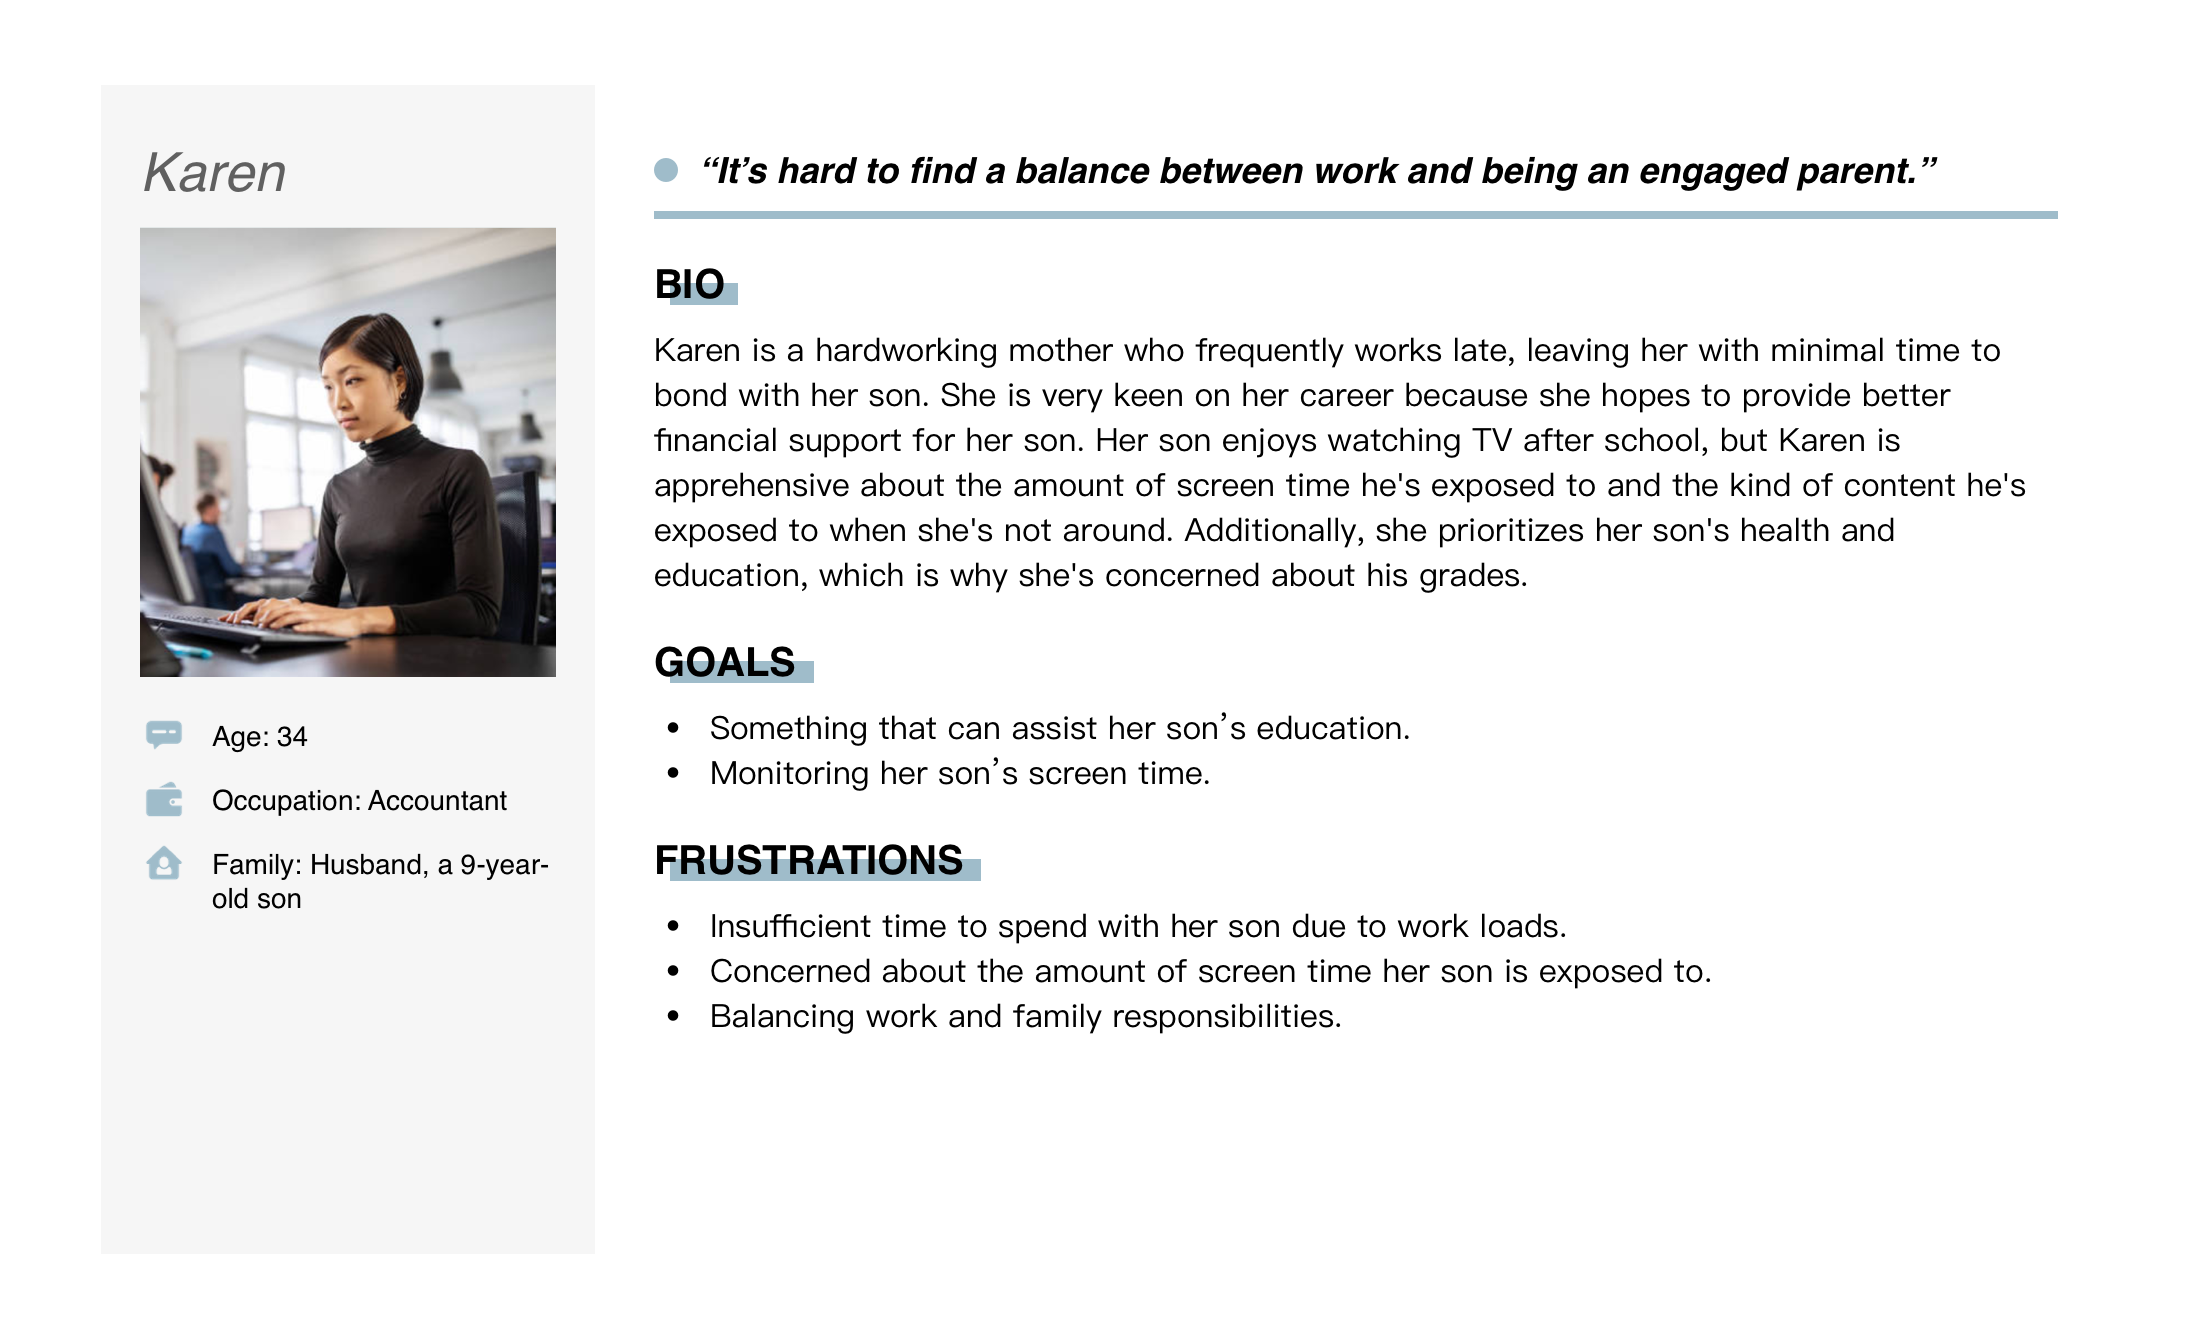 Karen
Age: 34
Occupation: Accountant
Family: Husband, a 9-year-
old son
“It’s hard to find a balance between work and being an engaged parent.”
BIO
Karen is a hardworking mother who frequently works late, leaving her with minimal time to
bond with her son. She is very keen on her career because she hopes to provide better
financial support for her son. Her son enjoys watching TV after school, but Karen is
apprehensive about the amount of screen time he's exposed to and the kind of content he's
exposed to when she's not around. Additionally, she prioritizes her son's health and
education, which is why she's concerned about his grades.
GOALS
• Something that can assist her son’s education.
• Monitoring her son’s screen time.
FRUSTRATIONS
• Insufficient time to spend with her son due to work loads.
• Concerned about the amount of screen time her son is exposed to.
• Balancing work and family responsibilities.